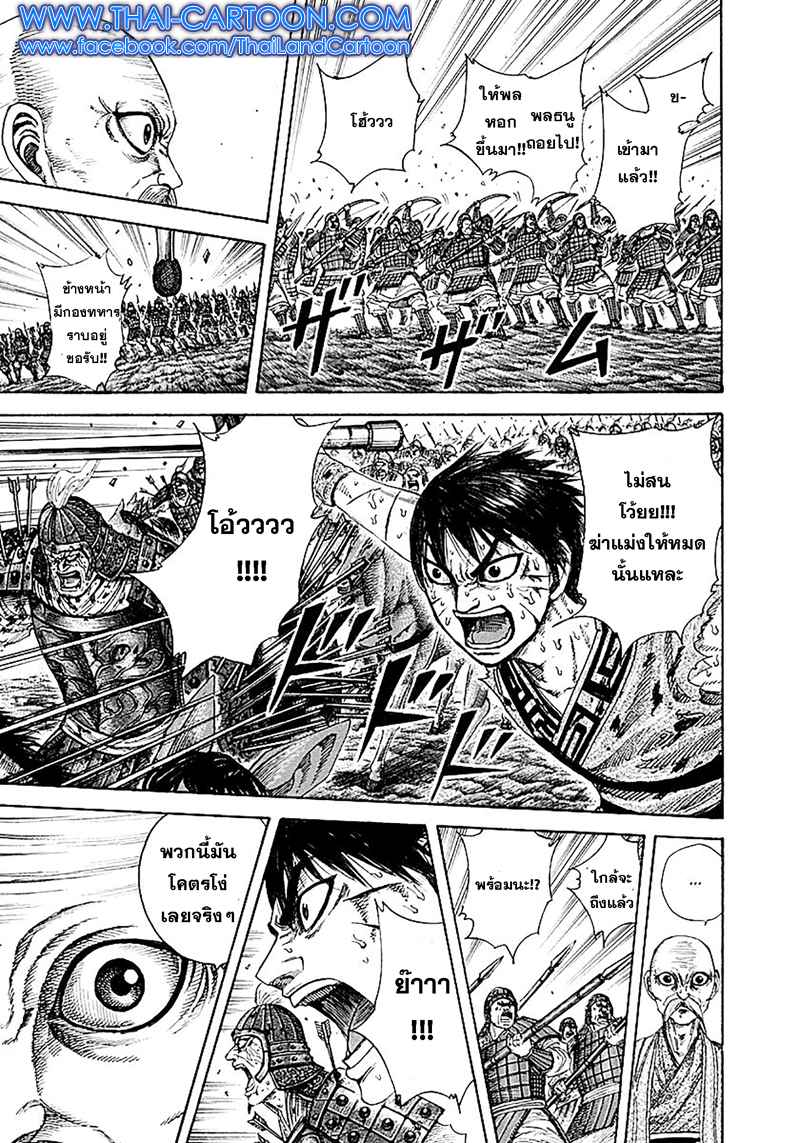 WWW.THAI-CARTOON.COM
www.facebook.com/ThaiLandCartoon
ข-
เข้ามา
แล้ว!!
พลธนู
ถอยไป!
ให้พล
หอก
ขึ้นมา!!
ザザム
โฮ้ววว
ข้างหน้า
มีกองทหาร
ราบอยู่
ขอรับ!!
ไม่สน
โว้ยย!!!
ฆ่าแม่งให้หมด
นั้นแหละ
โอ้วววว
!!!!
ドドド
...
ใกล้จะ
ถึงแล้ว
พร้อมนะ!?
ย๊าาา
!!!
พวกนี้มัน
โคตรโง่
เลยจริงๆ